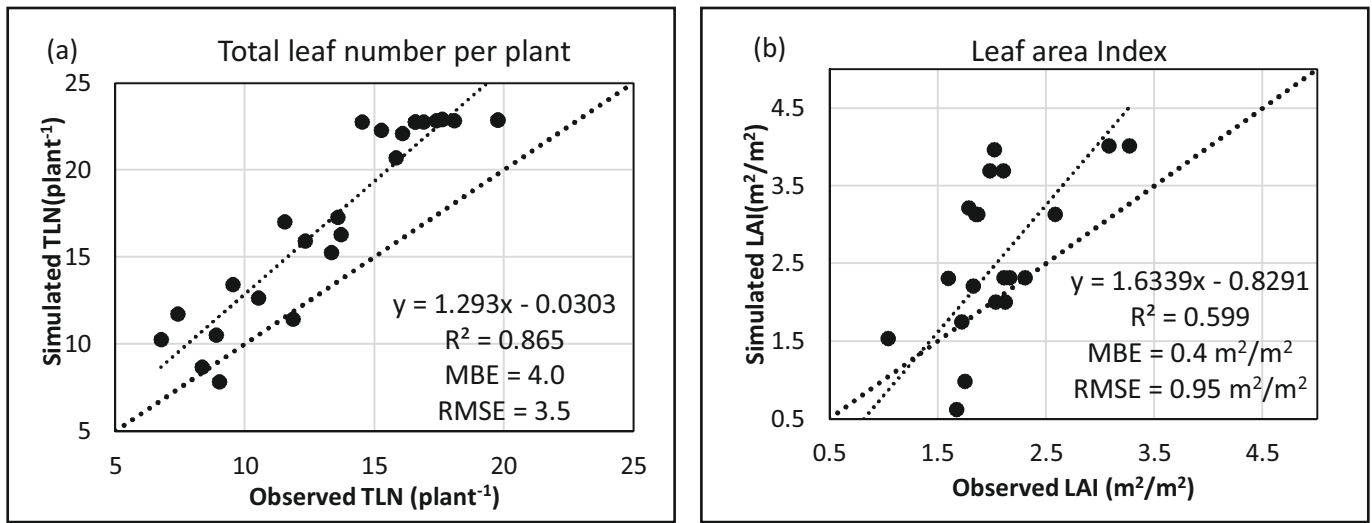 (a) Total leaf number per plant
Simulated TLN(plant⁻¹)
25
20
15
10
5
y = 1.293x - 0.0303
R² = 0.865
MBE = 4.0
RMSE = 3.5
5 10 15 20 25
Observed TLN (plant⁻¹)
(b) Leaf area Index
Simulated LAI(m²/m²)
4.5
3.5
2.5
1.5
0.5
y = 1.6339x - 0.8291
R² = 0.599
MBE = 0.4 m²/m²
RMSE = 0.95 m²/m²
0.5 1.5 2.5 3.5 4.5
Observed LAI (m²/m²)